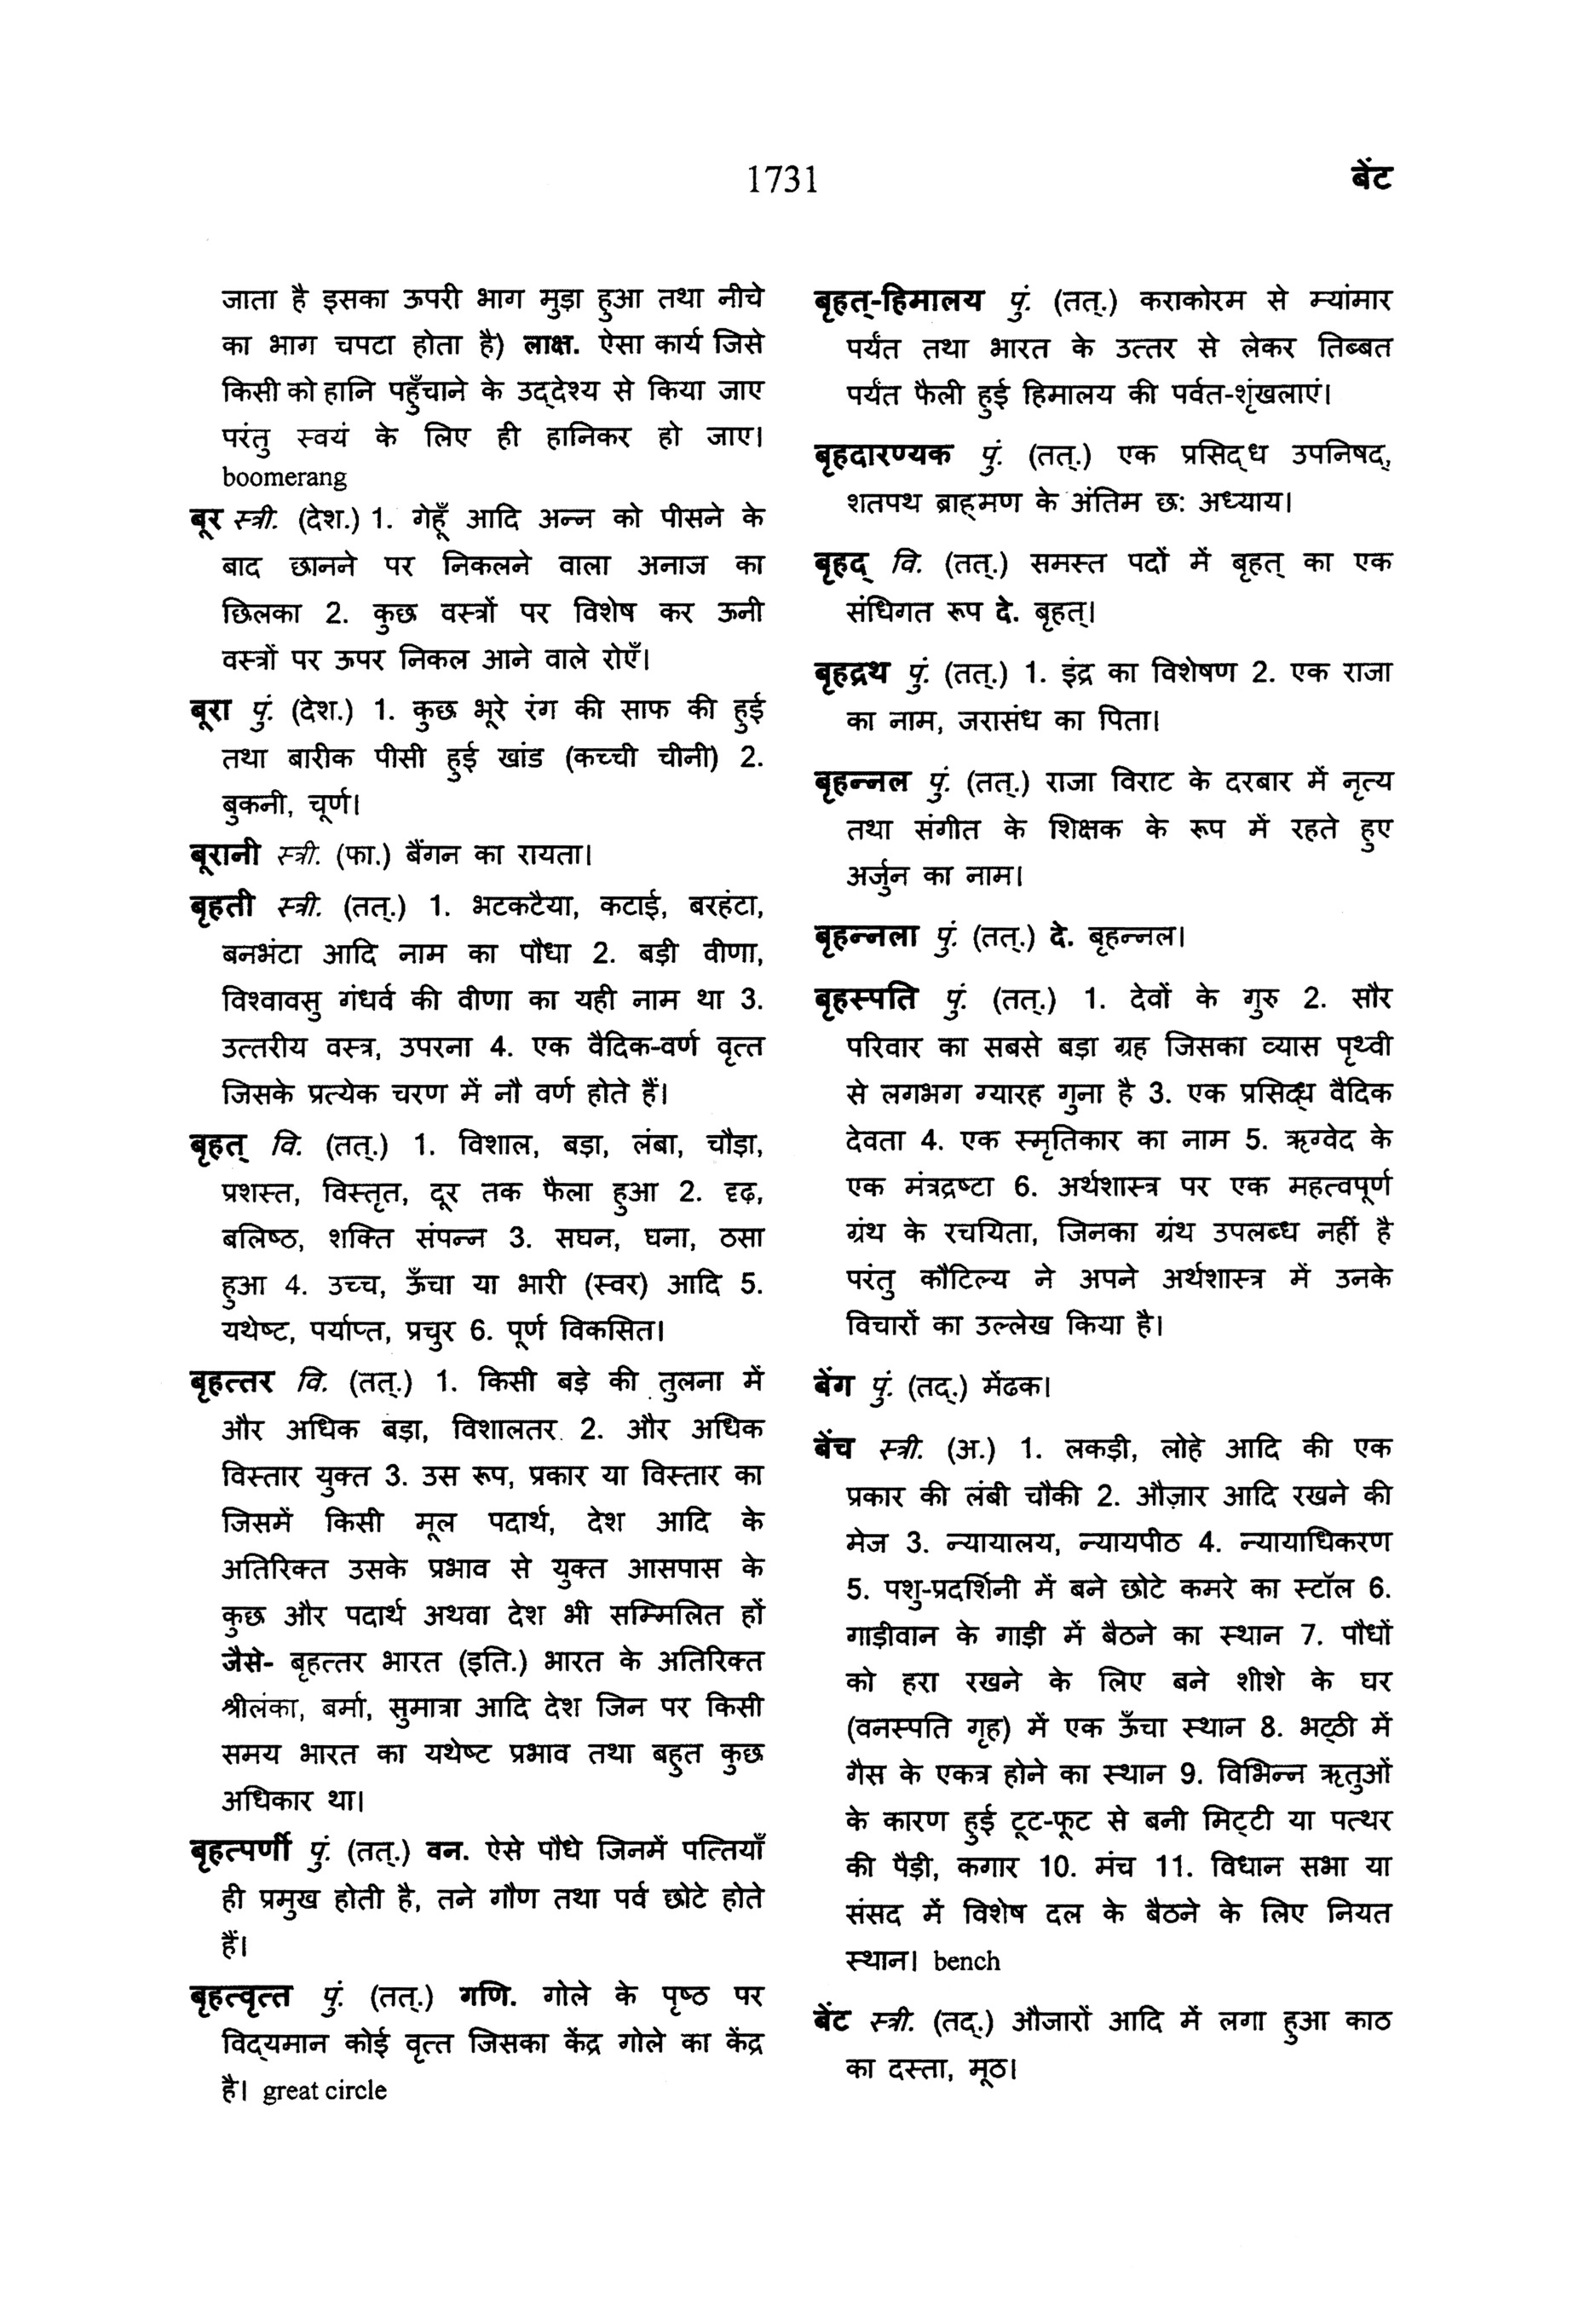 1731
बेंट
जाता है इसका ऊपरी भाग मुड़ा हुआ तथा नीचे
का भाग चपटा होता है) लाक्ष. ऐसा कार्य जिसे
किसी को हानि पहुँचाने के उद्‌देश्य से किया जाए
परंतु स्वयं के लिए ही हानिकर हो जाए।
boomerang
बूर स्त्री. (देश.) 1. गेहूँ आदि अन्न को पीसने के
बाद छानने पर निकलने वाला अनाज का
छिलका 2. कुछ वस्त्रों पर विशेष कर ऊनी
वस्त्रों पर ऊपर निकल आने वाले रोएँ।
बूरा पुं. (देश.) 1. कुछ भूरे रंग की साफ की हुई
तथा बारीक पीसी हुई खांड (कच्ची चीनी) 2.
बुकनी, चूर्ण।
बूरानी स्त्री. (फा.) बैंगन का रायता।
बृहती स्त्री. (तत्.) 1. भटकटैया, कटाई, बरहंटा,
बनभंटा आदि नाम का पौधा 2. बड़ी वीणा,
विश्वावसु गंधर्व की वीणा का यही नाम था 3.
उत्तरीय वस्त्र, उपरना 4. एक वैदिक-वर्ण वृत्त
जिसके प्रत्येक चरण में नौ वर्ण होते हैं।
बृहत् वि. (तत्.) 1. विशाल, बड़ा, लंबा, चौड़ा,
प्रशस्त, विस्तृत, दूर तक फैला हुआ 2. दृढ़,
बलिष्ठ, शक्ति संपन्न 3. सघन, घना, ठसा
हुआ 4. उच्च, ऊँचा या भारी (स्वर) आदि 5.
यथेष्ट, पर्याप्त, प्रचुर 6. पूर्ण विकसित।
बृहत्तर वि. (तत्.) 1. किसी बड़े की तुलना में
और अधिक बड़ा, विशालतर 2. और अधिक
विस्तार युक्त 3. उस रूप, प्रकार या विस्तार का
जिसमें किसी मूल पदार्थ, देश आदि के
अतिरिक्त उसके प्रभाव से युक्त आसपास के
कुछ और पदार्थ अथवा देश भी सम्मिलित हों
जैसे- बृहत्तर भारत (इति.) भारत के अतिरिक्त
श्रीलंका, बर्मा, सुमात्रा आदि देश जिन पर किसी
समय भारत का यथेष्ट प्रभाव तथा बहुत कुछ
अधिकार था।
बृहत्पर्णी पुं. (तत्.) वन. ऐसे पौधे जिनमें पत्तियाँ
ही प्रमुख होती है, तने गौण तथा पर्व छोटे होते
हैं।
बृहत्वृत्त पुं. (तत्.) गणि. गोले के पृष्ठ पर
विद्‌यमान कोई वृत्त जिसका केंद्र गोले का केंद्र
है। great circle
बृहत्-हिमालय पुं. (तत्.) कराकोरम से म्यांमार
पर्यंत तथा भारत के उत्तर से लेकर तिब्बत
पर्यंत फैली हुई हिमालय की पर्वत-शृंखलाएं।
बृहदारण्यक पुं. (तत्.) एक प्रसिद्‌ध उपनिषद्,
शतपथ ब्राह्‌मण के अंतिम छः अध्याय।
बृहद् वि. (तत्.) समस्त पदों में बृहत् का एक
संधिगत रूप दे. बृहत्।
बृहद्रथ पुं. (तत्.) 1. इंद्र का विशेषण 2. एक राजा
का नाम, जरासंध का पिता।
बृहन्नल पुं. (तत्.) राजा विराट के दरबार में नृत्य
तथा संगीत के शिक्षक के रूप में रहते हुए
अर्जुन का नाम।
बृहन्नला पुं. (तत्.) दे. बृहन्नल।
बृहस्पति पुं. (तत्.) 1. देवों के गुरु 2. सौर
परिवार का सबसे बड़ा ग्रह जिसका व्यास पृथ्वी
से लगभग ग्यारह गुना है 3. एक प्रसिद्ध वैदिक
देवता 4. एक स्मृतिकार का नाम 5. ऋग्वेद के
एक मंत्रद्रष्टा 6. अर्थशास्त्र पर एक महत्वपूर्ण
ग्रंथ के रचयिता, जिनका ग्रंथ उपलब्ध नहीं है
परंतु कौटिल्य ने अपने अर्थशास्त्र में उनके
विचारों का उल्लेख किया है।
बेंग पुं. (तद्.) मेंढक।
बेंच स्त्री. (अ.) 1. लकड़ी, लोहे आदि की एक
प्रकार की लंबी चौकी 2. औज़ार आदि रखने की
मेज 3. न्यायालय, न्यायपीठ 4. न्यायाधिकरण
5. पशु-प्रदर्शिनी में बने छोटे कमरे का स्टॉल 6.
गाड़ीवान के गाड़ी में बैठने का स्थान 7. पौधों
को हरा रखने के लिए बने शीशे के घर
(वनस्पति गृह) में एक ऊँचा स्थान 8. भट्‌ठी में
गैस के एकत्र होने का स्थान 9. विभिन्न ऋतुओं
के कारण हुई टूट-फूट से बनी मिट्‌टी या पत्थर
की पैड़ी, कगार 10. मंच 11. विधान सभा या
संसद में विशेष दल के बैठने के लिए नियत
स्थान। bench
बेंट स्त्री. (तद्.) औजारों आदि में लगा हुआ काठ
का दस्ता, मूठ।